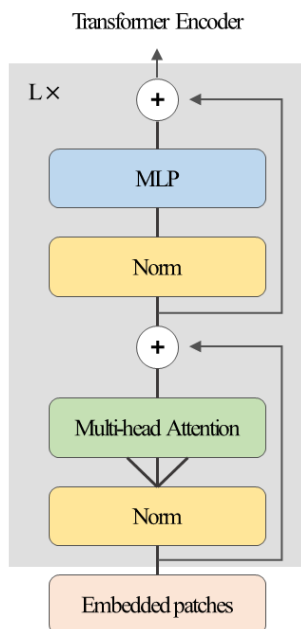 Transformer Encoder
L×
+
MLP
Norm
+
Multi-head Attention
Norm
Embedded patches